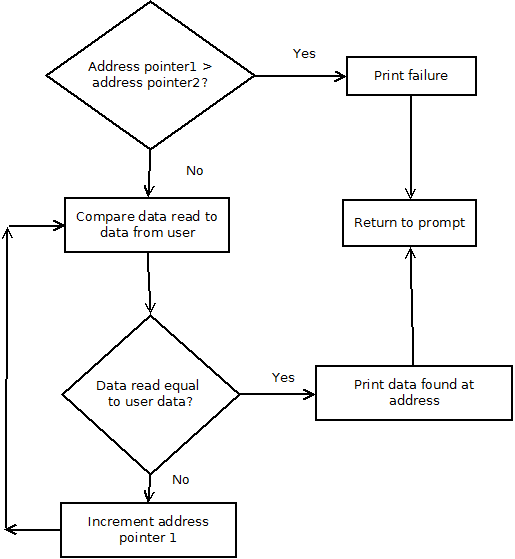 Address pointer1 >
address pointer2?
Yes
Print failure
No
Compare data read to
data from user
Return to prompt
Data read equal
to user data?
Yes
Print data found at
address
No
Increment address
pointer 1